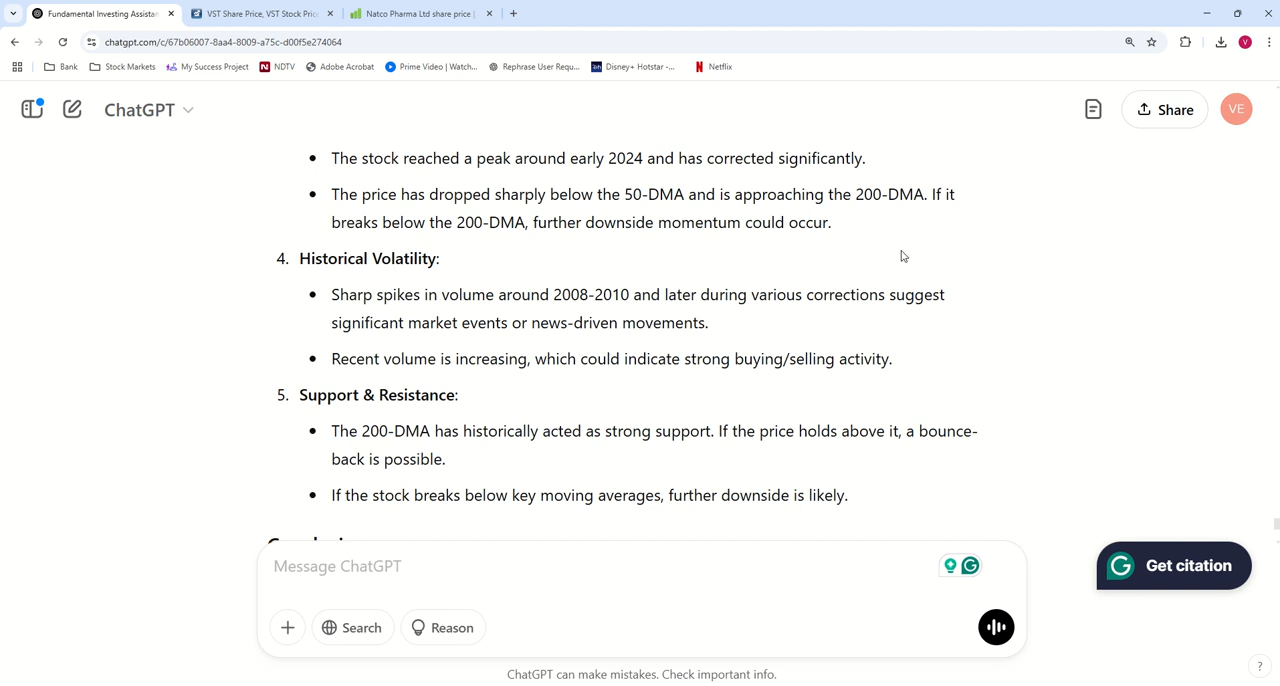 Fundamental Investing Assistan
VST Share Price, VST Stock Price
Natco Pharma Ltd share price |
chatgpt.com/c/67b06007-8aa4-8009-a75c-d00f5e274064
V
Bank
Stock Markets
My Success Project
NDTV
Adobe Acrobat
Prime Video | Watch...
Rephrase User Requ...
Disney+ Hotstar -...
Netflix
ChatGPT
Share
VE
• The stock reached a peak around early 2024 and has corrected significantly.
• The price has dropped sharply below the 50-DMA and is approaching the 200-DMA. If it
breaks below the 200-DMA, further downside momentum could occur.
4. Historical Volatility:
• Sharp spikes in volume around 2008-2010 and later during various corrections suggest
significant market events or news-driven movements.
• Recent volume is increasing, which could indicate strong buying/selling activity.
5. Support & Resistance:
• The 200-DMA has historically acted as strong support. If the price holds above it, a bounce-
back is possible.
• If the stock breaks below key moving averages, further downside is likely.
Message ChatGPT
Search
Reason
Get citation
ChatGPT can make mistakes. Check important info.
?